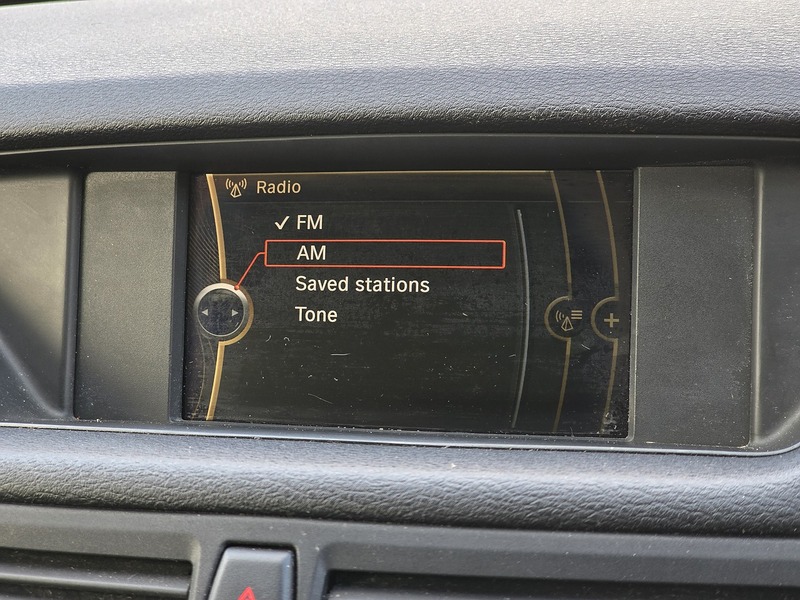 Radio
✓ FM
AM
Saved stations
Tone